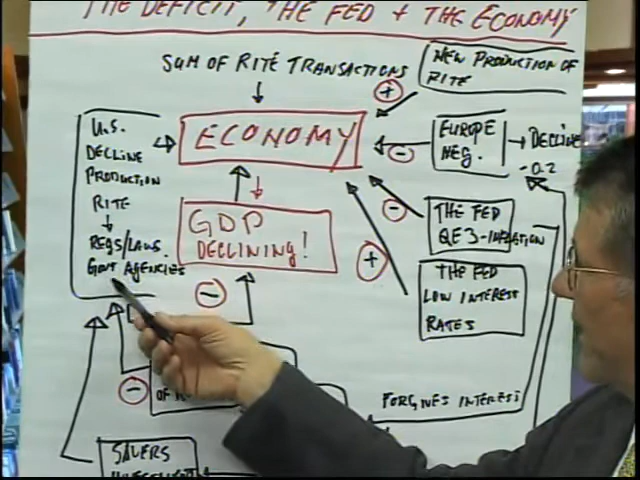 THE DEFICIT, THE FED + THE ECONOMY
SUM OF RITE TRANSACTIONS
NEW PRODUCTION OF
RITE
+
U.S.
DECLINE
PRODUCTION
RITE
REGS/LAWS.
GOVT AGENCIES
ECONOMY
-
EUROPE
NEG.
DECLINE
-0.2
GDP
DECLINING!
-
THE FED
QE3-INFLATION
+
THE FED
LOW INTEREST
RATES
-
-
OF
FORGIVES INTEREST
SAVERS